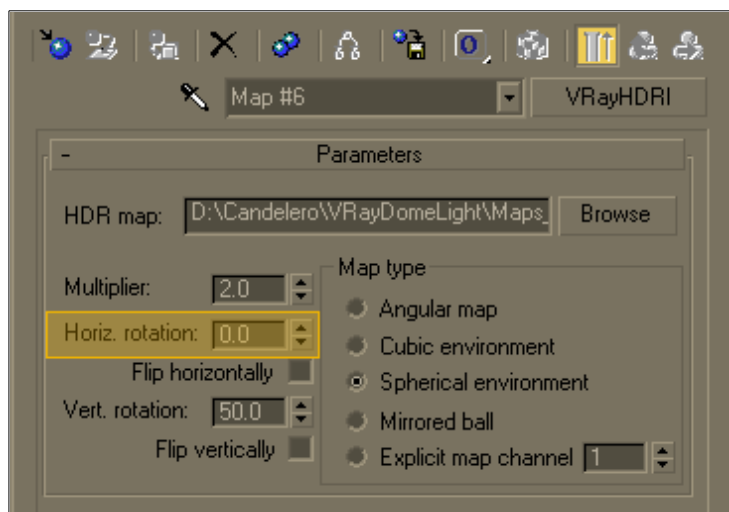 Map #6 VRayHDRI
- Parameters
HDR map: D:\Candelero\VRayDomeLight\Maps_ Browse
Multiplier: 2.0
Horiz. rotation: 0.0
Flip horizontally
Vert. rotation: 50.0
Flip vertically
Map type
Angular map
Cubic environment
Spherical environment
Mirrored ball
Explicit map channel 1